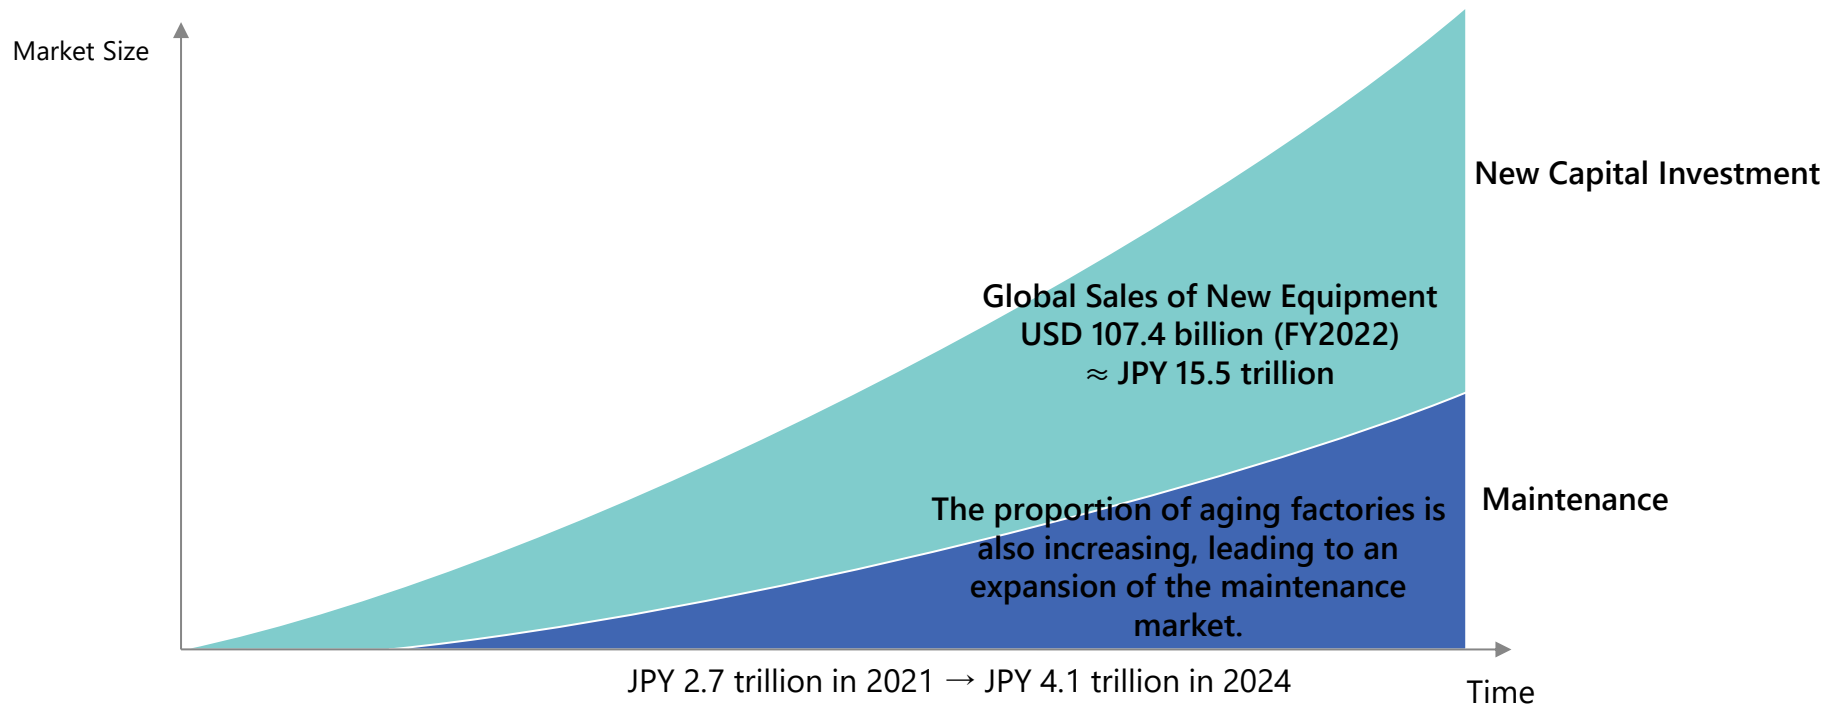 Market Size
New Capital Investment
Global Sales of New Equipment
USD 107.4 billion (FY2022)
≈ JPY 15.5 trillion
Maintenance
The proportion of aging factories is
also increasing, leading to an
expansion of the maintenance
market.
JPY 2.7 trillion in 2021 → JPY 4.1 trillion in 2024
Time